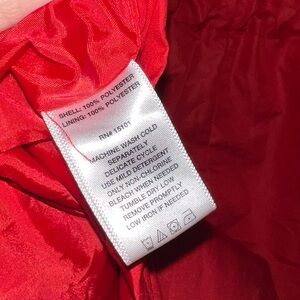 SHELL: 100% POLYESTER
LINING: 100% POLYESTER
RN# 15101
MACHINE WASH COLD
SEPARATELY
DELICATE CYCLE
USE MILD DETERGENT
ONLY NON-CHLORINE
BLEACH WHEN NEEDED
TUMBLE DRY LOW
REMOVE PROMPTLY
LOW IRON IF NEEDED